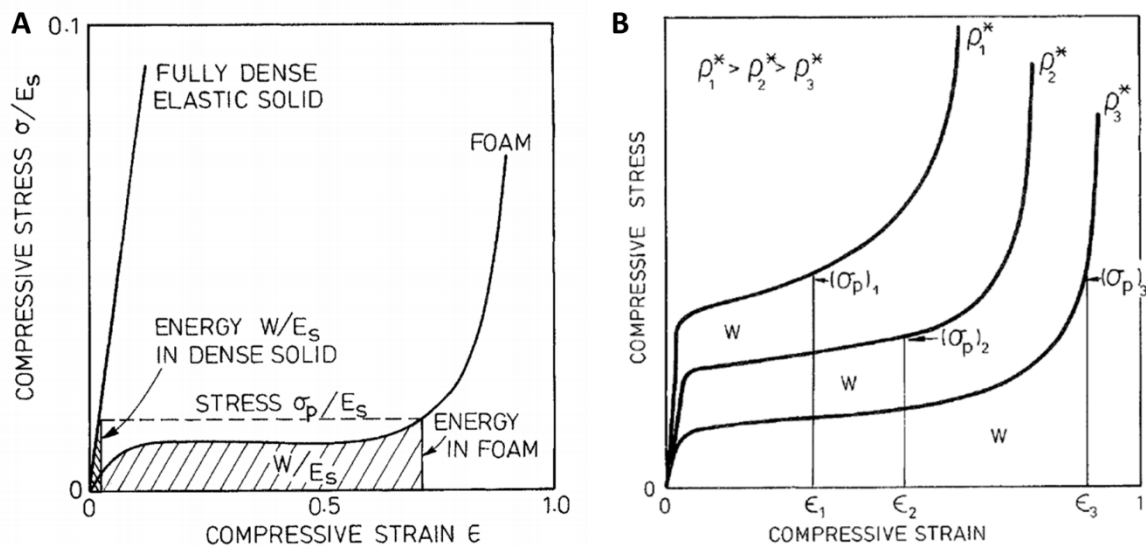 A
0.1
FULLY DENSE
ELASTIC SOLID
FOAM
ENERGY W/Es
IN DENSE SOLID
STRESS σp/Es
ENERGY
IN FOAM
W/Es
0
0
0.5
1.0
COMPRESSIVE STRAIN ϵ
COMPRESSIVE STRESS σ/Es
B
ρ1* > ρ2* > ρ3*
ρ1*
ρ2*
ρ3*
(σp)1
(σp)2
(σp)3
W
W
W
0
0
ϵ1
ϵ2
ϵ3
1
COMPRESSIVE STRAIN
COMPRESSIVE STRESS